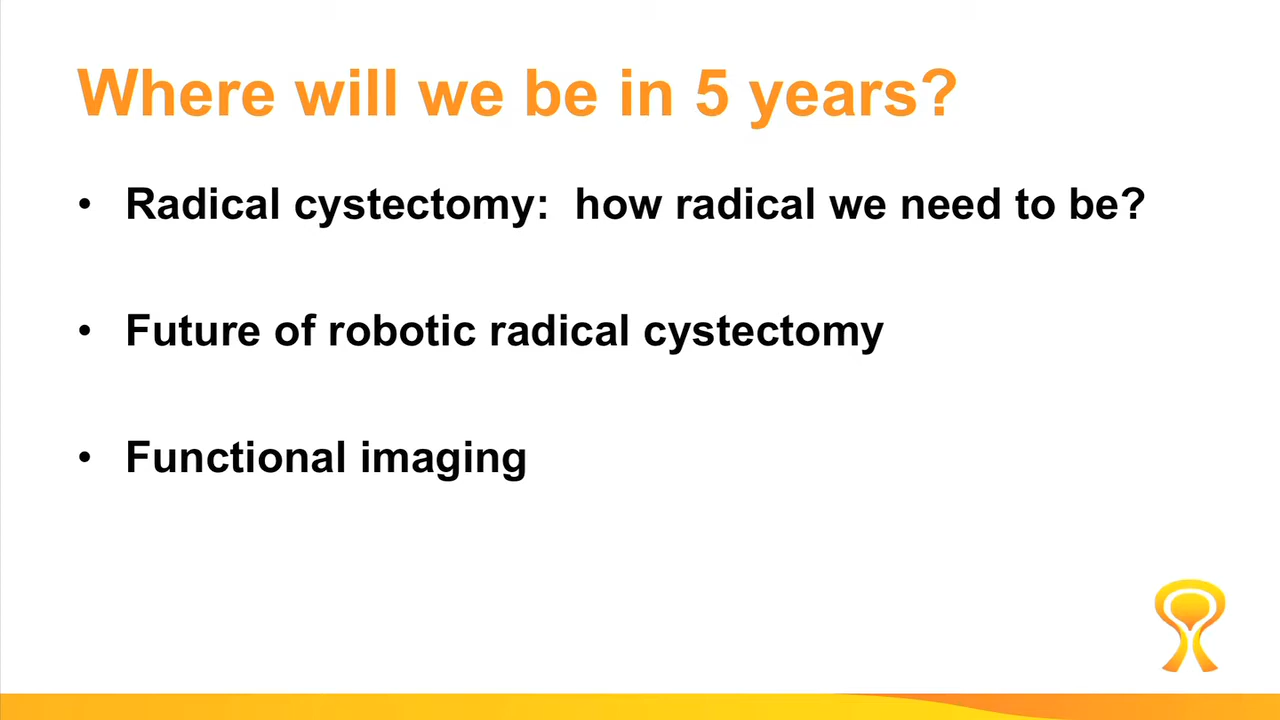 Where will we be in 5 years?
• Radical cystectomy:  how radical we need to be?
• Future of robotic radical cystectomy
• Functional imaging